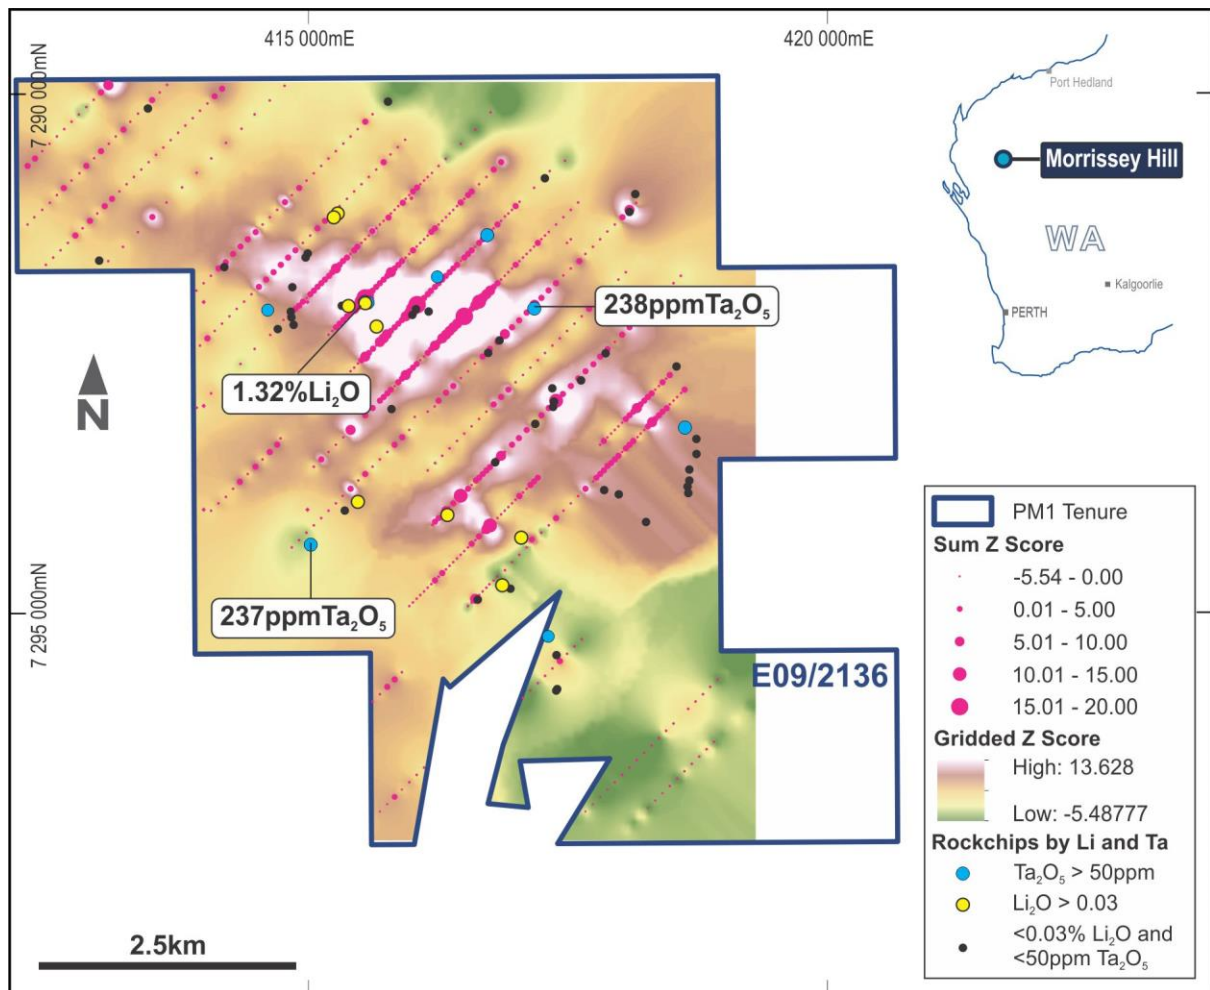 415 000mE
420 000mE
7 290 000mN
7 295 000mN
Port Hedland
Morrissey Hill
WA
Kalgoorlie
PERTH
238ppmTa₂O₅
1.32%Li₂O
237ppmTa₂O₅
N
E09/2136
2.5km
PM1 Tenure
Sum Z Score
-5.54 - 0.00
0.01 - 5.00
5.01 - 10.00
10.01 - 15.00
15.01 - 20.00
Gridded Z Score
High: 13.628
Low: -5.48777
Rockchips by Li and Ta
Ta₂O₅ > 50ppm
Li₂O > 0.03
<0.03% Li₂O and
<50ppm Ta₂O₅